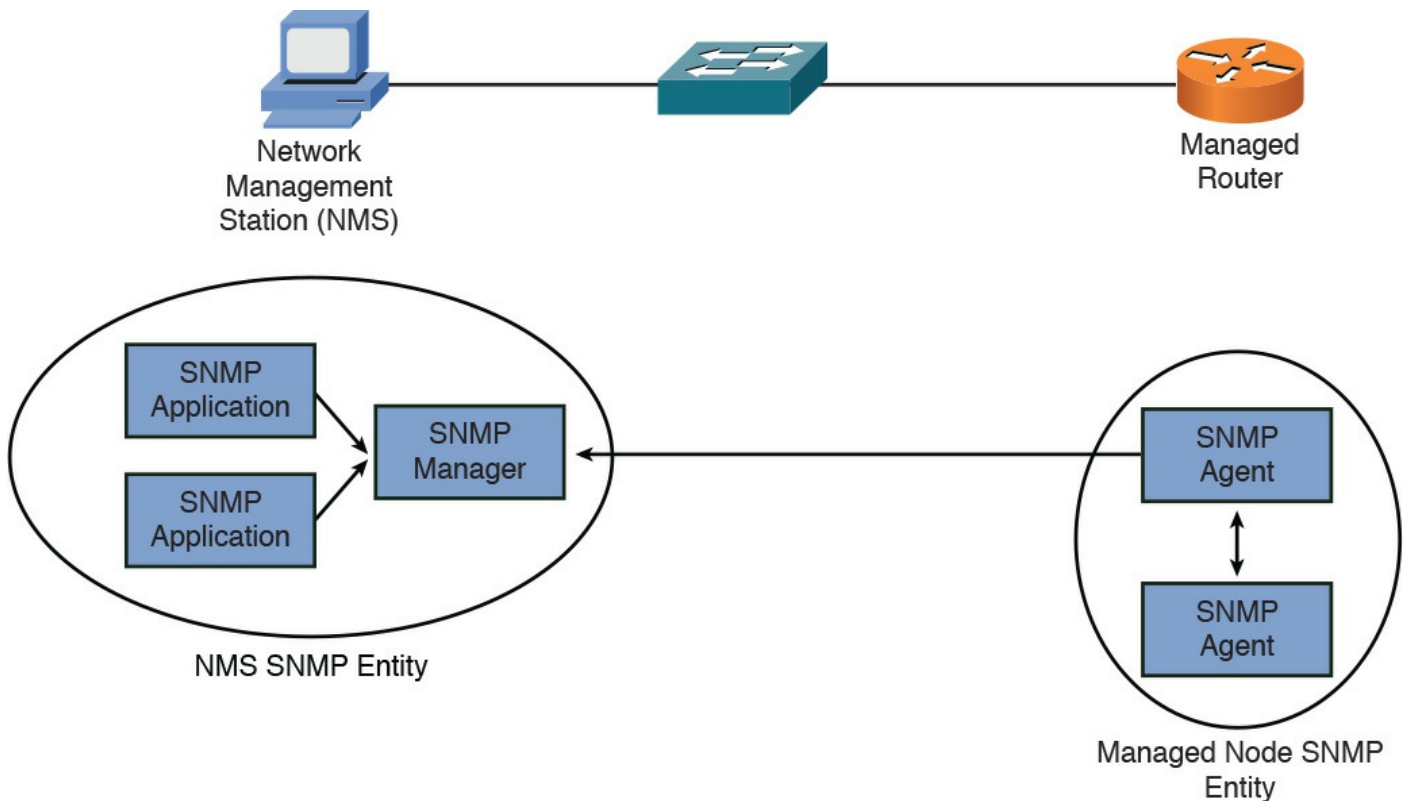 Network
Management
Station (NMS)
Managed
Router
SNMP
Application
SNMP
Application
SNMP
Manager
NMS SNMP Entity
SNMP
Agent
SNMP
Agent
Managed Node SNMP
Entity